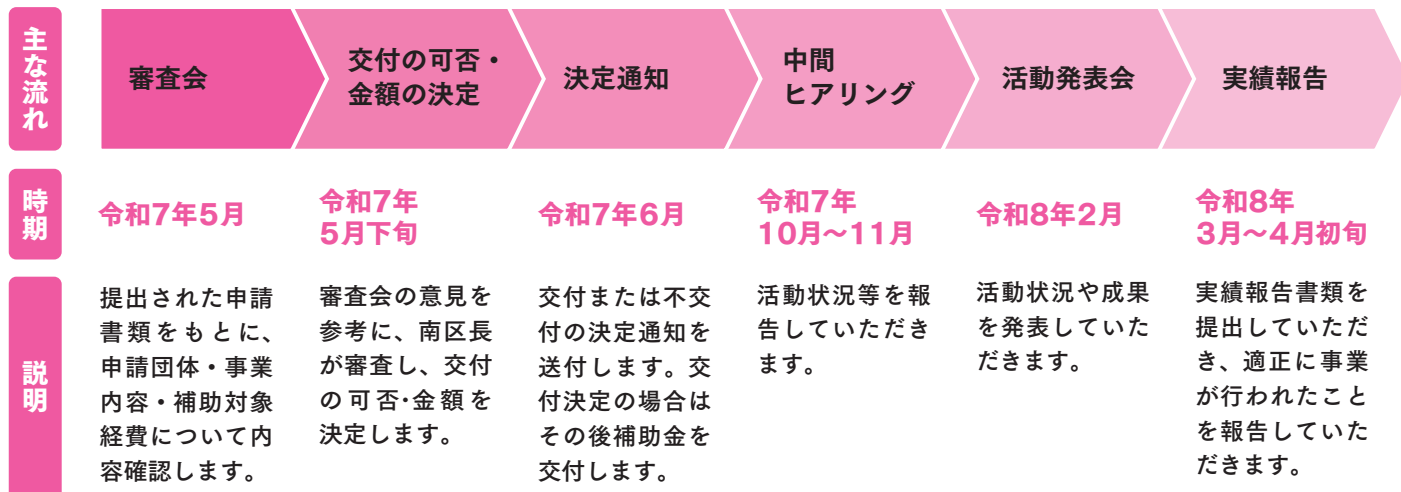 主な流れ
審査会
交付の可否・
金額の決定
決定通知
中間
ヒアリング
活動発表会
実績報告
時期
令和7年5月
令和7年
5月下旬
令和7年6月
令和7年
10月～11月
令和8年2月
令和8年
3月～4月初旬
説明
提出された申請
書類をもとに、
申請団体・事業
内容・補助対象
経費について内
容確認します。
審査会の意見を
参考に、南区長
が審査し、交付
の可否・金額を
決定します。
交付または不交
付の決定通知を
送付します。交
付決定の場合は
その後補助金を
交付します。
活動状況等を報
告していただき
ます。
活動状況や成果
を発表していた
だきます。
実績報告書類を
提出していただ
き、適正に事業
が行われたこと
を報告していた
だきます。